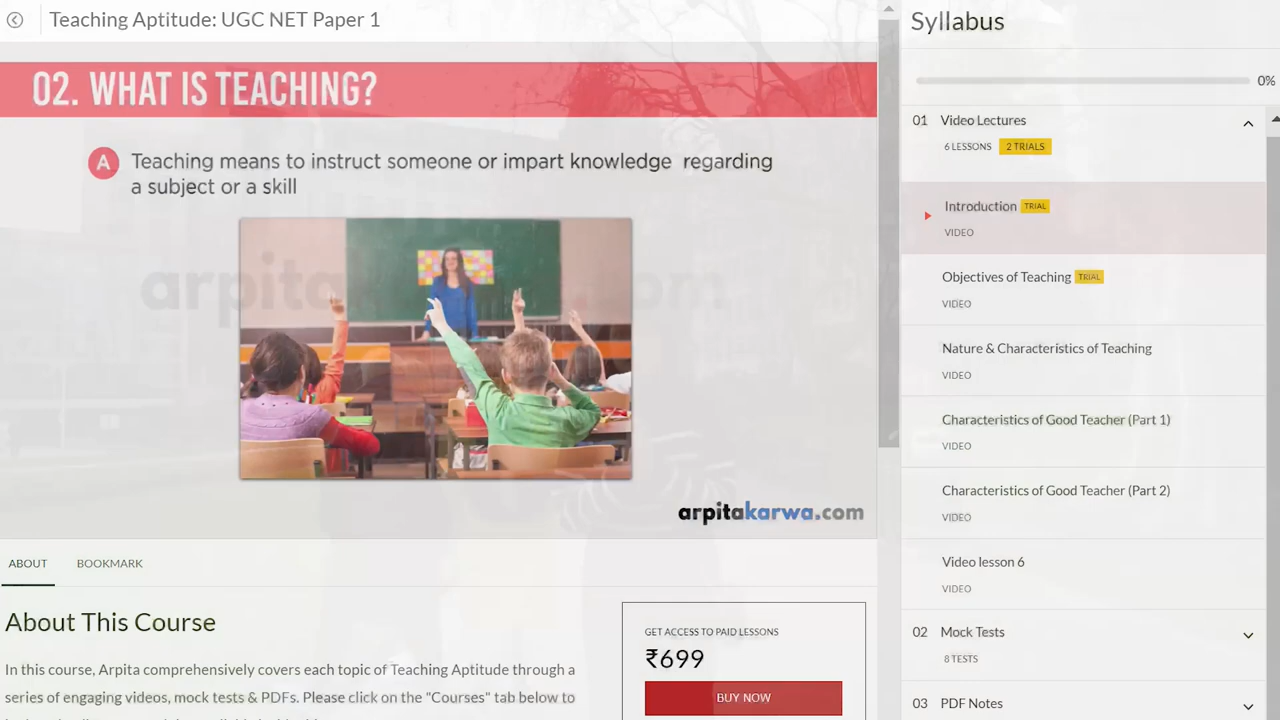 Teaching Aptitude: UGC NET Paper 1
02. WHAT IS TEACHING?
A Teaching means to instruct someone or impart knowledge regarding
a subject or a skill
arpitakarwa.com
ABOUT BOOKMARK
About This Course
In this course, Arpita comprehensively covers each topic of Teaching Aptitude through a
series of engaging videos, mock tests & PDFs. Please click on the "Courses" tab below to
GET ACCESS TO PAID LESSONS
₹699
BUY NOW
Syllabus
0%
01 Video Lectures
6 LESSONS 2 TRIALS
Introduction TRIAL
VIDEO
Objectives of Teaching TRIAL
VIDEO
Nature & Characteristics of Teaching
VIDEO
Characteristics of Good Teacher (Part 1)
VIDEO
Characteristics of Good Teacher (Part 2)
VIDEO
Video lesson 6
VIDEO
02 Mock Tests
8 TESTS
03 PDF Notes